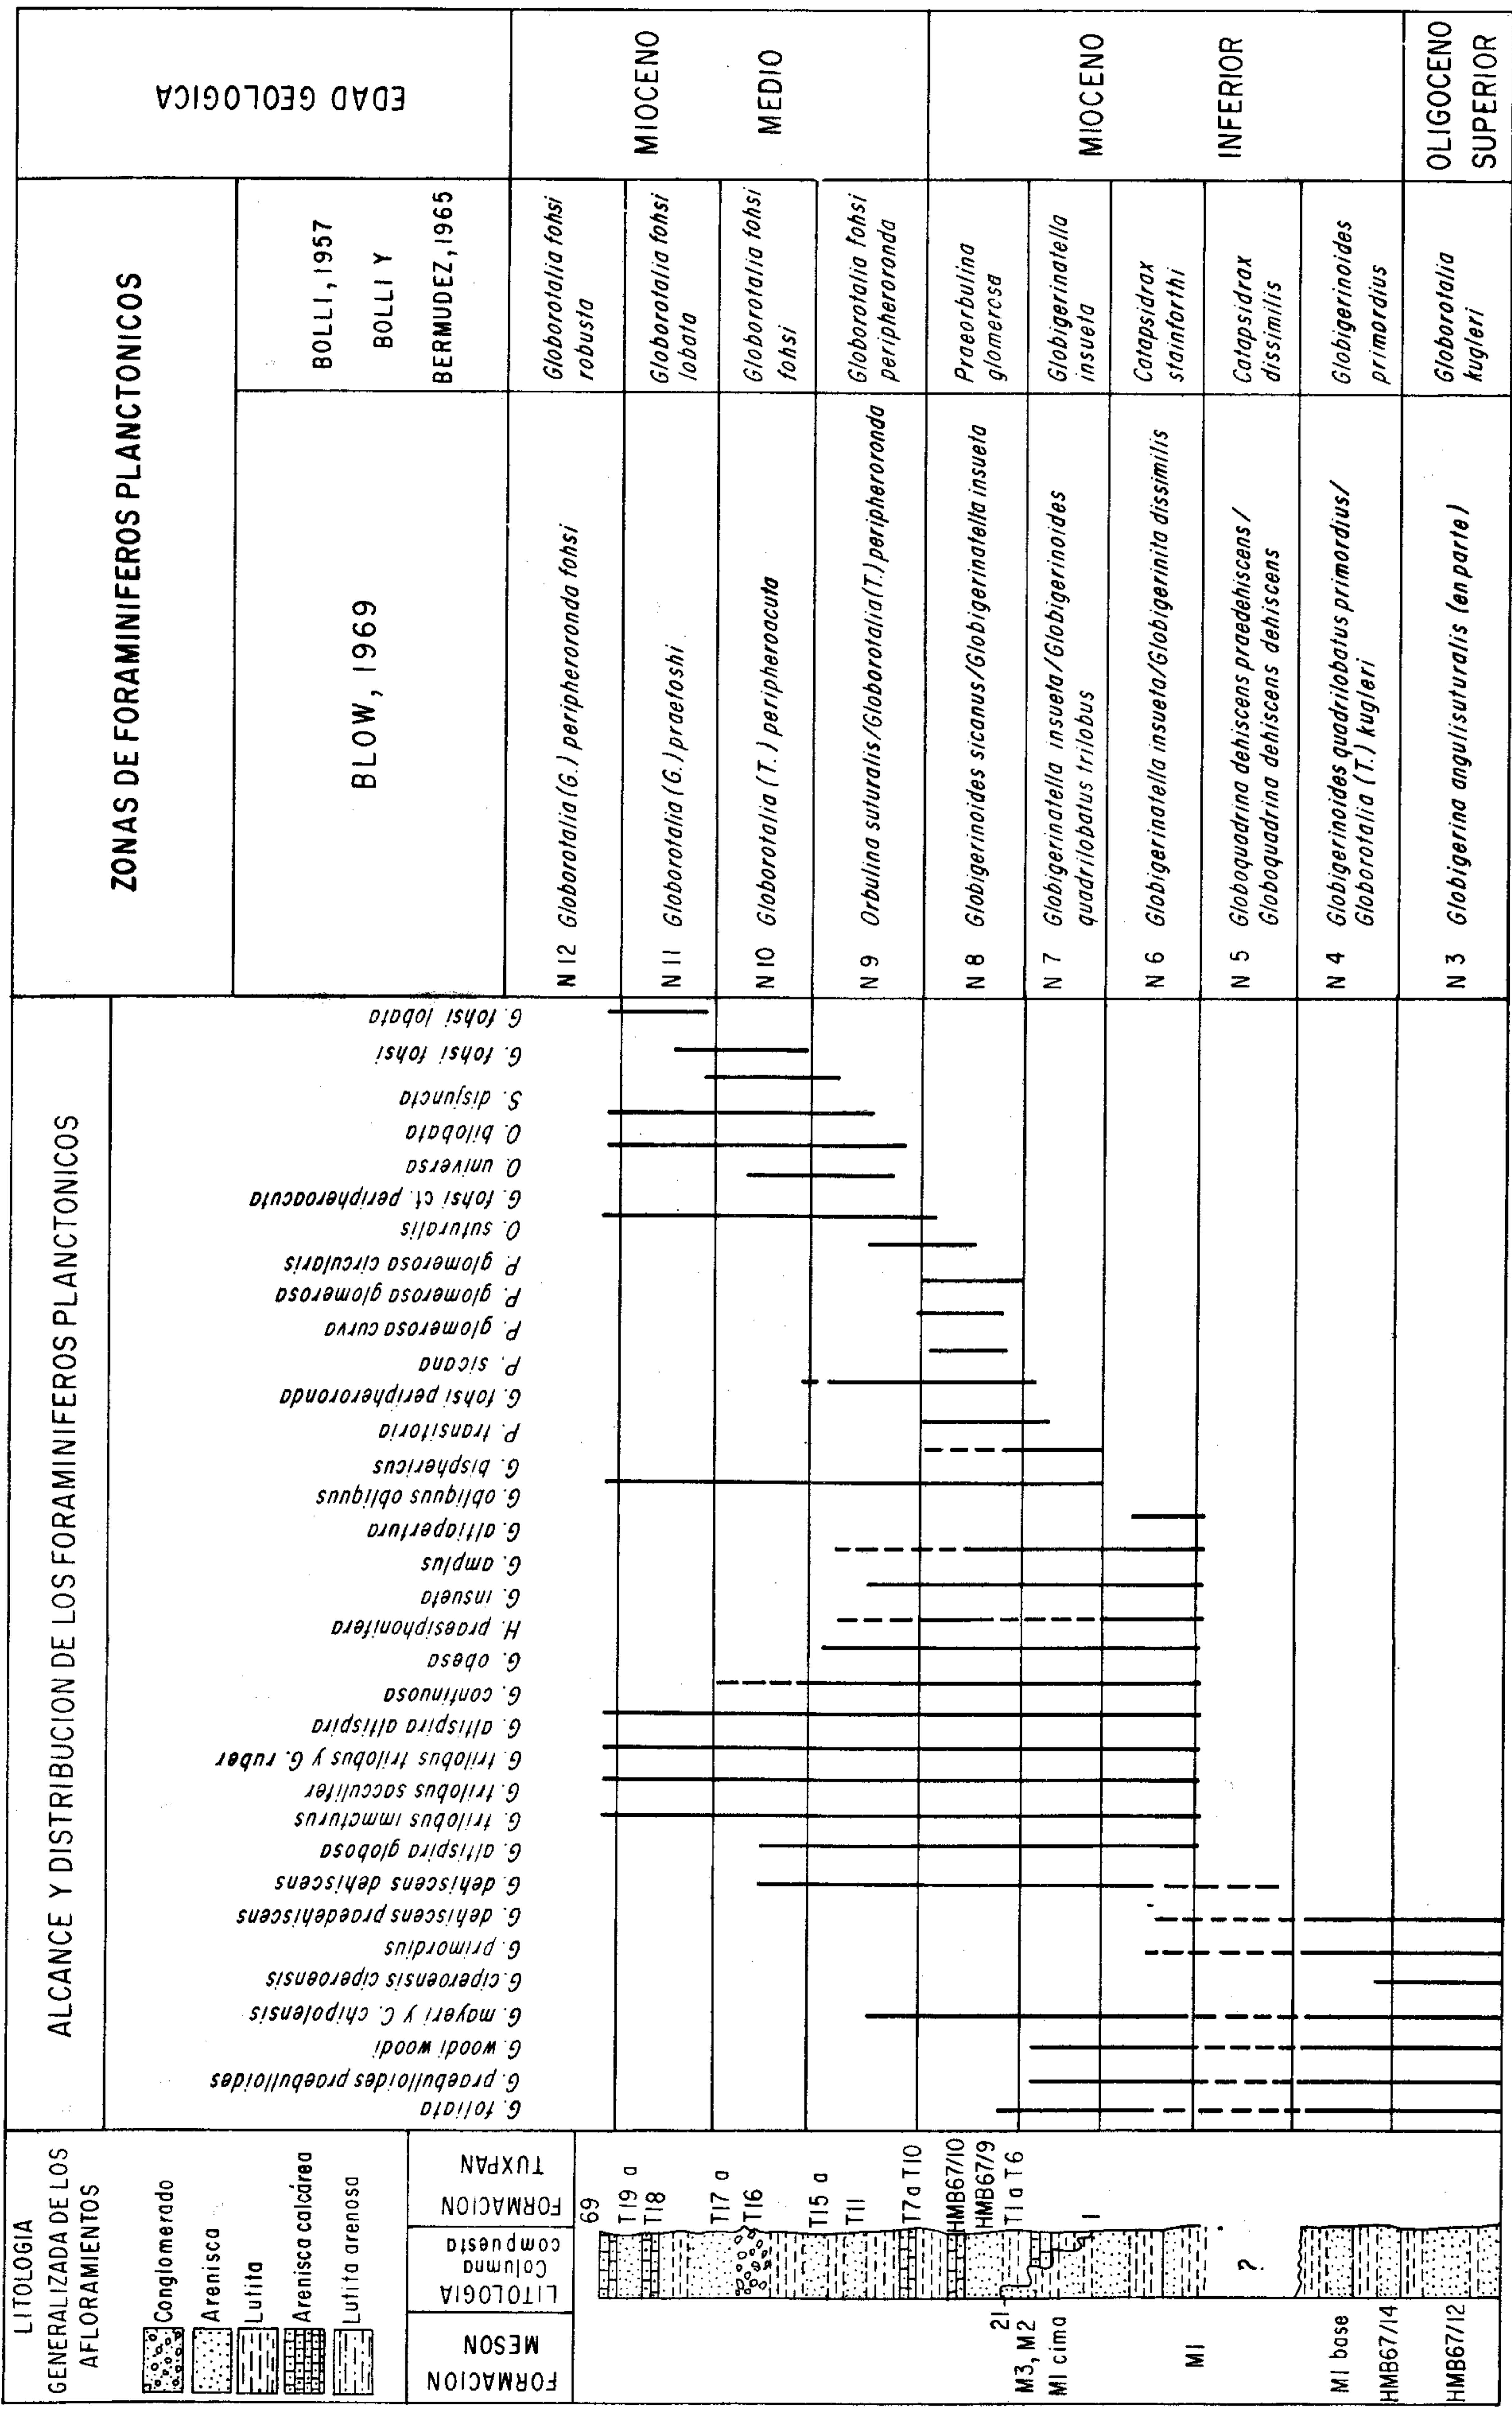 LITOLOGIA
GENERALIZADA DE LOS
AFLORAMIENTOS
Conglomerado
Arenisca
Lutita
Arenisca calcárea
Lutita arenosa
FORMACION
MESON
LITOLOGIA
Columna
compuesta
FORMACION
TUXPAN
69
T19 a
T18
T17 a
T16
T15 a
T11
T7a T10
HMB67/10
HMB67/9
T1a T6
1
21
M3, M2
M1 cima
M1
?
M1 base
HMB67/14
HMB67/12
ALCANCE Y DISTRIBUCION DE LOS FORAMINIFEROS PLANCTONICOS
G. foliata
G. praebulloides praebulloides
G. woodi woodi
G. mayeri y C. chipolensis
G. ciperoensis ciperoensis
G. primordius
G. dehiscens praedehiscens
G. dehiscens dehiscens
G. altispira globosa
G. trilobus immcturus
G. trilobus sacculifer
G. trilobus trilobus y G. ruber
G. altispira altispira
G. continuosa
G. obesa
H. praesiphonifera
G. insueta
G. amplus
G. altiapertura
G. obliquus obliquus
G. bisphericus
P. transitoria
G. fohsi periphororonda
P. sicana
P. glomerosa curva
P. glomerosa glomerosa
P. glomerosa circularis
O. suturalis
G. fohsi cf. peripheroacuta
O. universa
O. bilobata
S. disjuncta
G. fohsi fohsi
G. fohsi lobata
ZONAS DE FORAMINIFEROS PLANCTONICOS
BLOW, 1969
N 12 Globorotalia (G.) peripheroronda fohsi
N 11 Globorotalia (G.) praefoshi
N 10 Globorotalia (T.) peripheroacuta
N 9 Orbulina suturalis/Globorotalia (T.) peripheroronda
N 8 Globigerinoides sicanus/Globigerinatella insueta
N 7 Globigerinatella insueta/Globigerinoides
quadrilobatus trilobus
N 6 Globigerinatella insueta/Globigerinita dissimilis
N 5 Globoquadrina dehiscens praedehiscens/
Globoquadrina dehiscens dehiscens
N 4 Globigerinoides quadrilobatus primordius/
Globorotalia (T.) kugleri
N 3 Globigerina angulisuturalis (en parte)
BOLLI, 1957
BOLLI Y
BERMUDEZ, 1965
Globorotalia fohsi
robusta
Globorotalia fohsi
lobata
Globorotalia fohsi
fohsi
Globorotalia fohsi
peripheroronda
Praeorbulina
glomerosa
Globigerinatella
insueta
Catapsidrax
stainforthi
Catapsidrax
dissimilis
Globigerinoides
primordius
Globorotalia
kugleri
EDAD GEOLOGICA
MIOCENO
MEDIO
MIOCENO
INFERIOR
OLIGOCENO
SUPERIOR